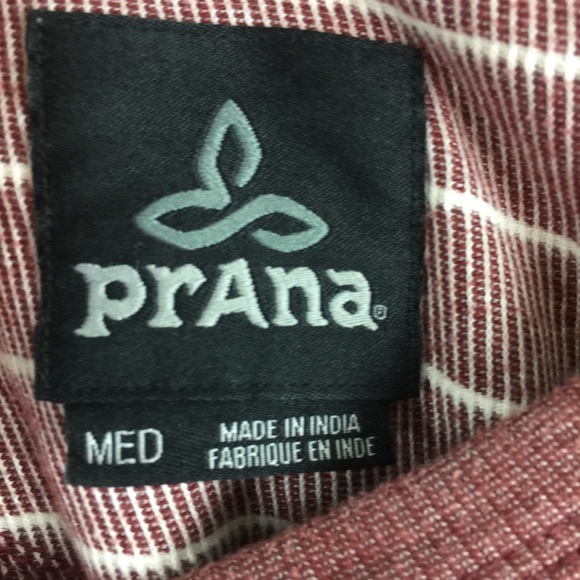 prAna®
MED
MADE IN INDIA
FABRIQUE EN INDE